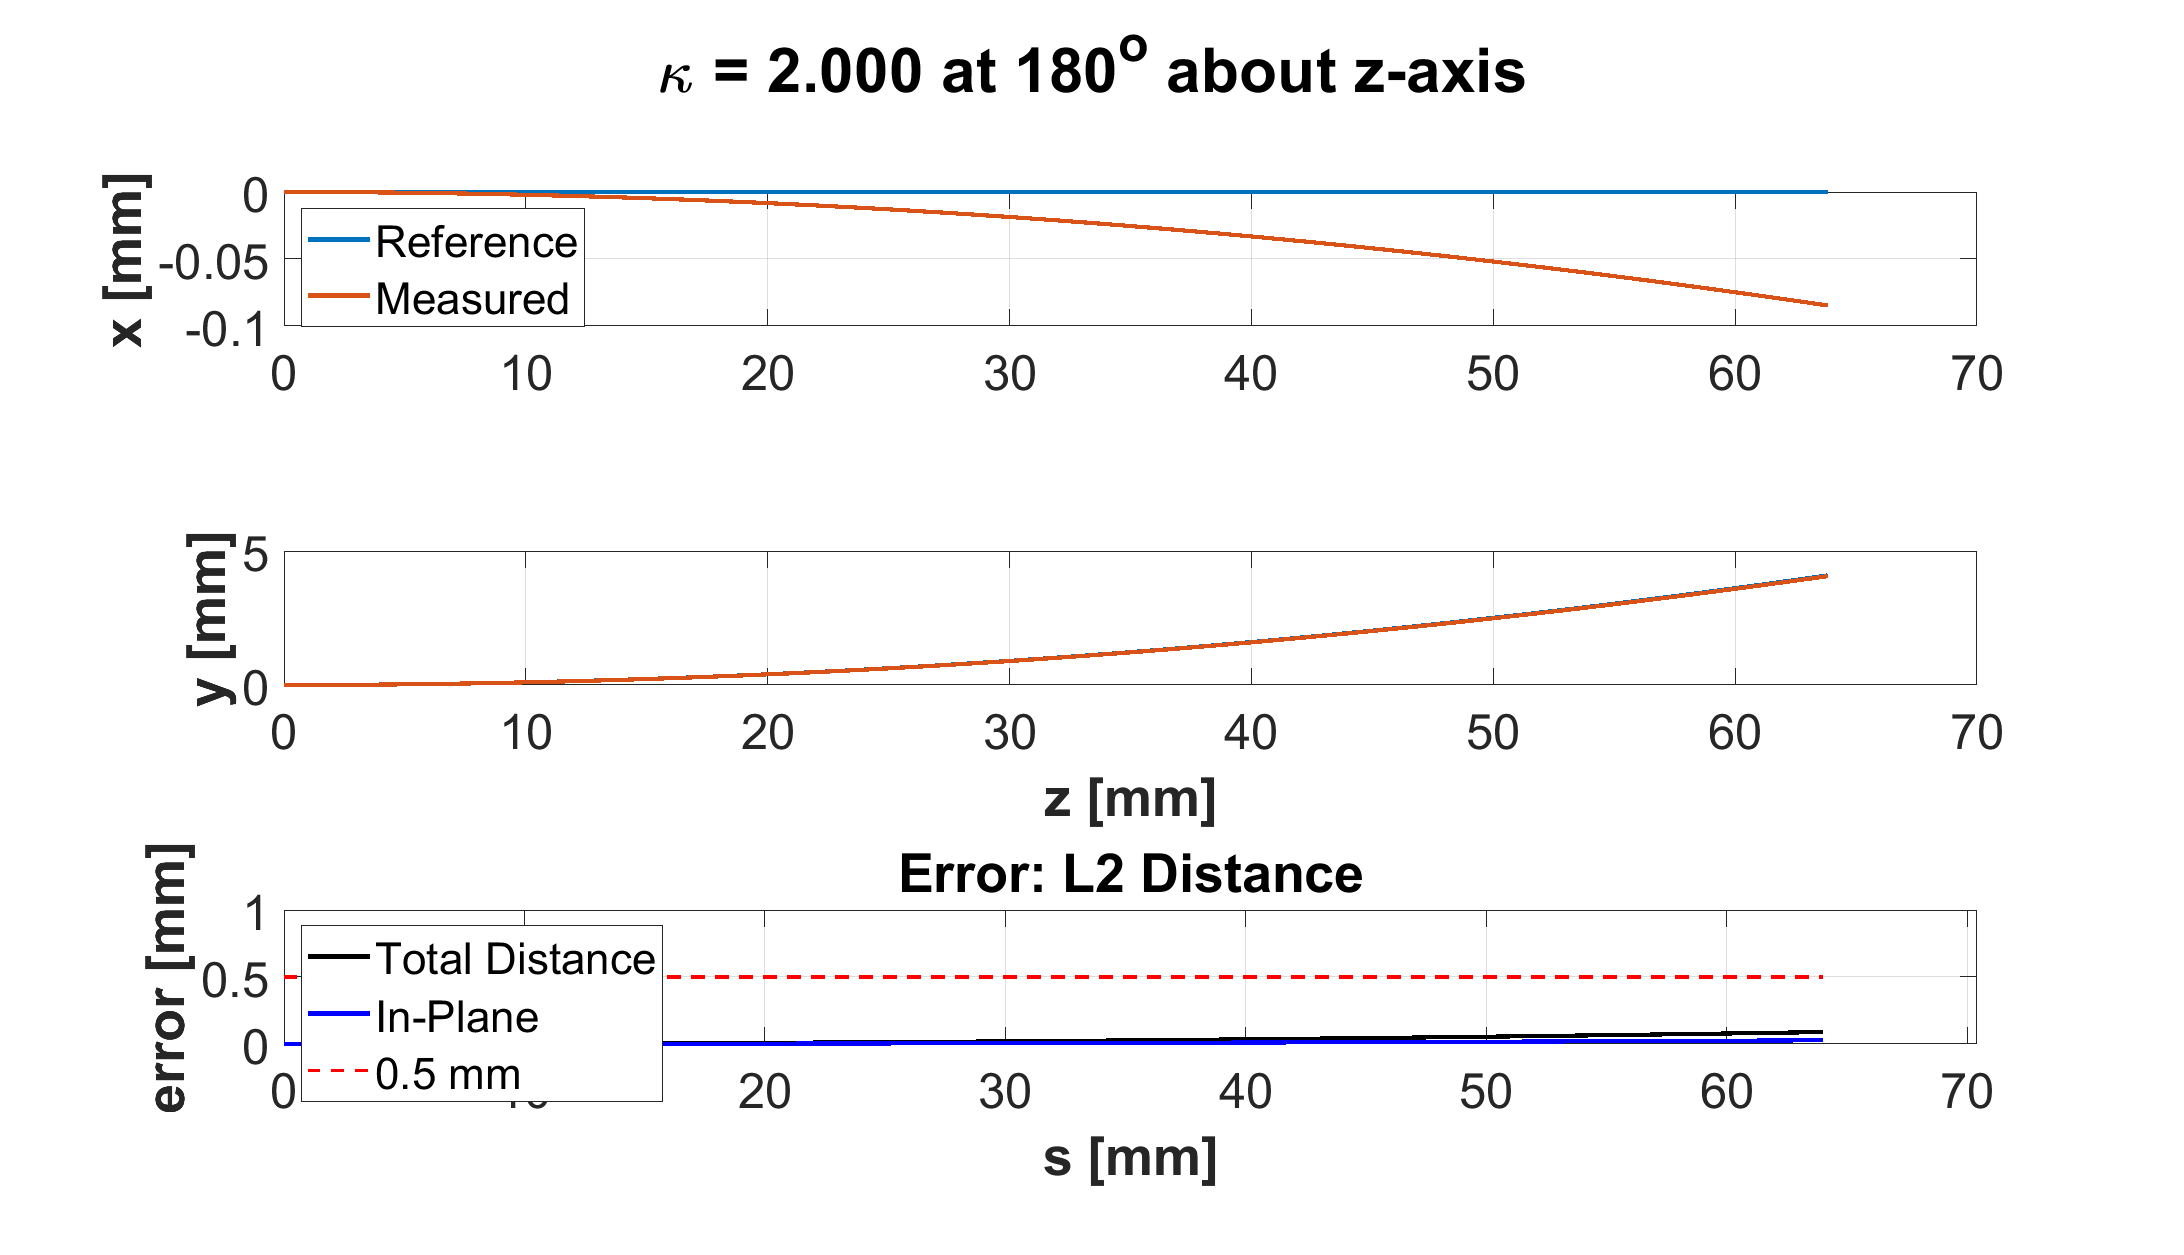 κ = 2.000 at 180° about z-axis
x [mm]
0
-0.05
-0.1
Reference
Measured
0 10 20 30 40 50 60 70
y [mm]
5
0
0 10 20 30 40 50 60 70
z [mm]
Error: L2 Distance
error [mm]
1
0.5
0
Total Distance
In-Plane
0.5 mm
0 20 30 40 50 60 70
s [mm]